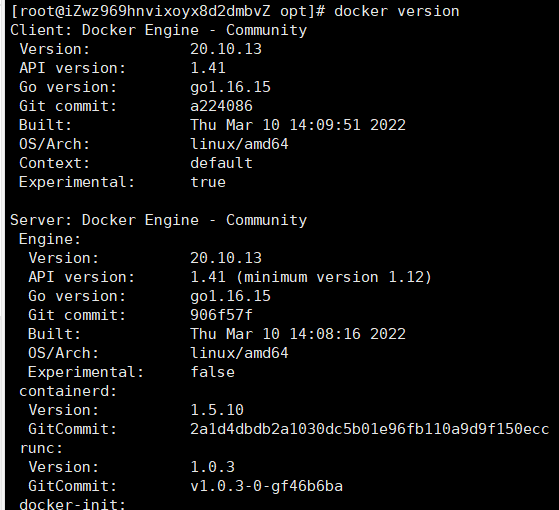 [root@iZwz969hnvixoyx8d2dmbvZ opt]# docker version
Client: Docker Engine - Community
 Version:           20.10.13
 API version:       1.41
 Go version:        go1.16.15
 Git commit:        a224086
 Built:             Thu Mar 10 14:09:51 2022
 OS/Arch:           linux/amd64
 Context:           default
 Experimental:      true

Server: Docker Engine - Community
 Engine:
  Version:          20.10.13
  API version:      1.41 (minimum version 1.12)
  Go version:       go1.16.15
  Git commit:       906f57f
  Built:            Thu Mar 10 14:08:16 2022
  OS/Arch:          linux/amd64
  Experimental:     false
 containerd:
  Version:          1.5.10
  GitCommit:        2a1d4dbdb2a1030dc5b01e96fb110a9d9f150ecc
 runc:
  Version:          1.0.3
  GitCommit:        v1.0.3-0-gf46b6ba
 docker-init: